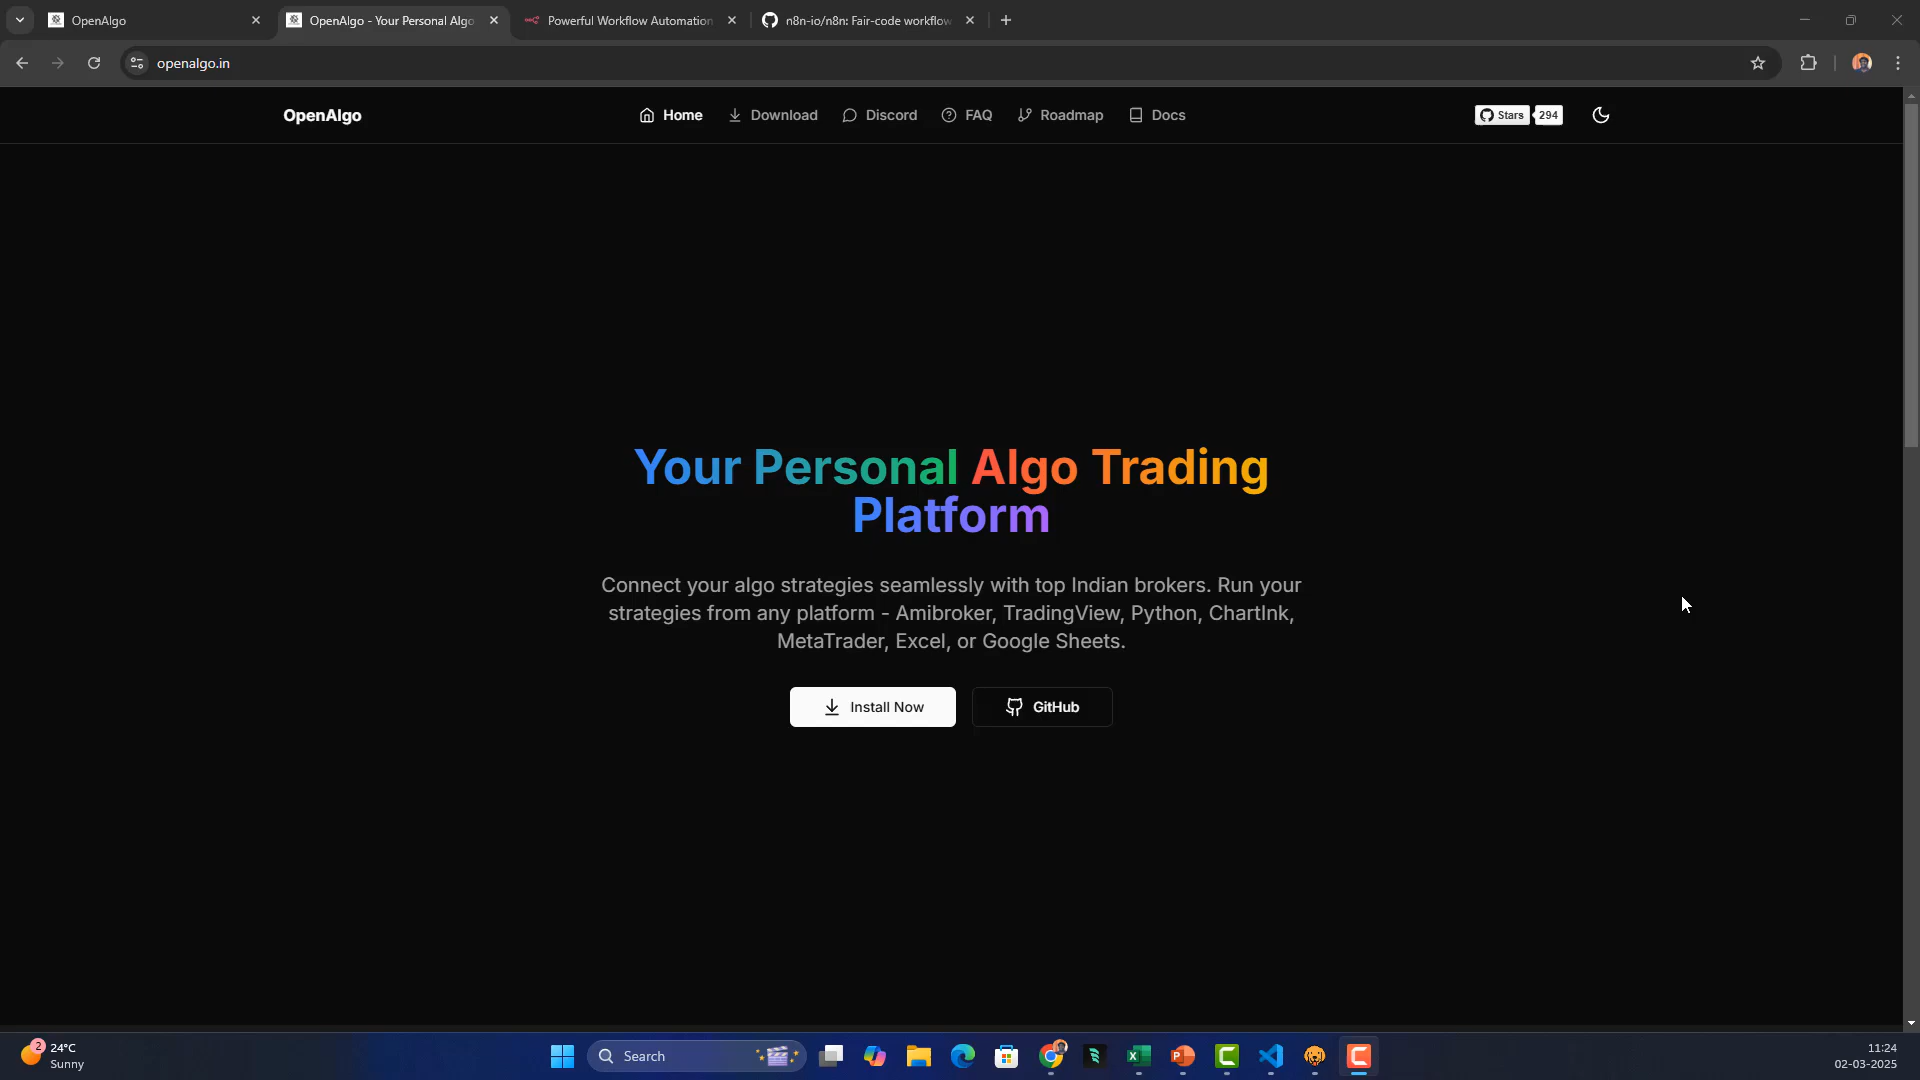 OpenAlgo
OpenAlgo - Your Personal Algo
Powerful Workflow Automation
n8n-io/n8n: Fair-code workflow
openalgo.in
OpenAlgo
Home
Download
Discord
FAQ
Roadmap
Docs
Stars
294
Your Personal Algo Trading
Platform
Connect your algo strategies seamlessly with top Indian brokers. Run your
strategies from any platform - Amibroker, TradingView, Python, ChartInk,
MetaTrader, Excel, or Google Sheets.
Install Now
GitHub
2
24°C
Sunny
Search
11:24
02-03-2025